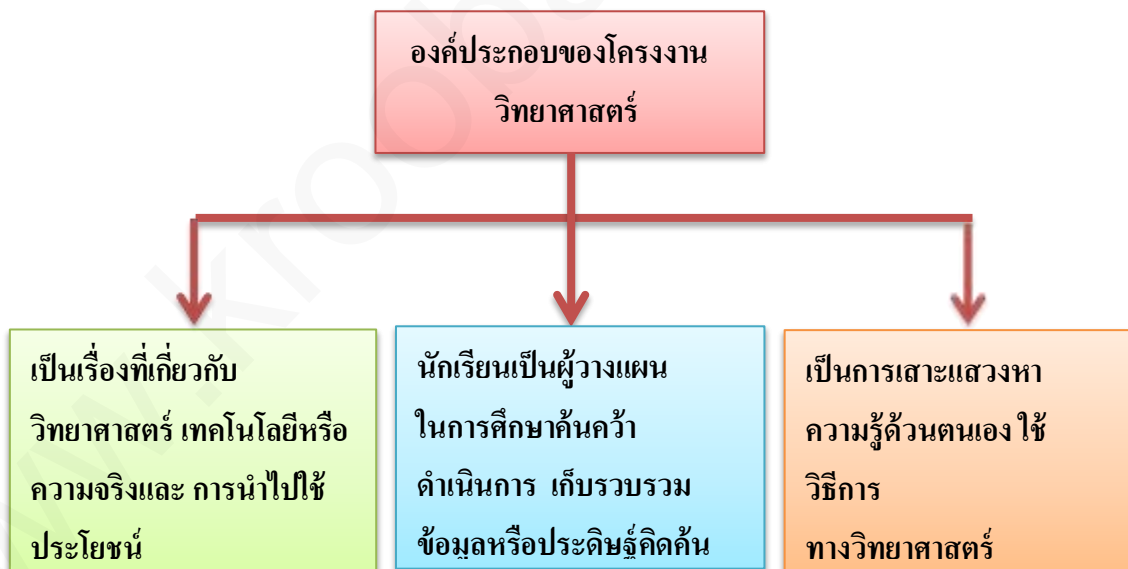 องค์ประกอบของโครงงาน
วิทยาศาสตร์
เป็นเรื่องที่เกี่ยวกับ
วิทยาศาสตร์ เทคโนโลยีหรือ
ความจริงและ การนำไปใช้
ประโยชน์
นักเรียนเป็นผู้วางแผน
ในการศึกษาค้นคว้า
ดำเนินการ เก็บรวบรวม
ข้อมูลหรือประดิษฐ์คิดค้น
เป็นการเสาะแสวงหา
ความรู้ด้วนตนเอง ใช้
วิธีการ
ทางวิทยาศาสตร์